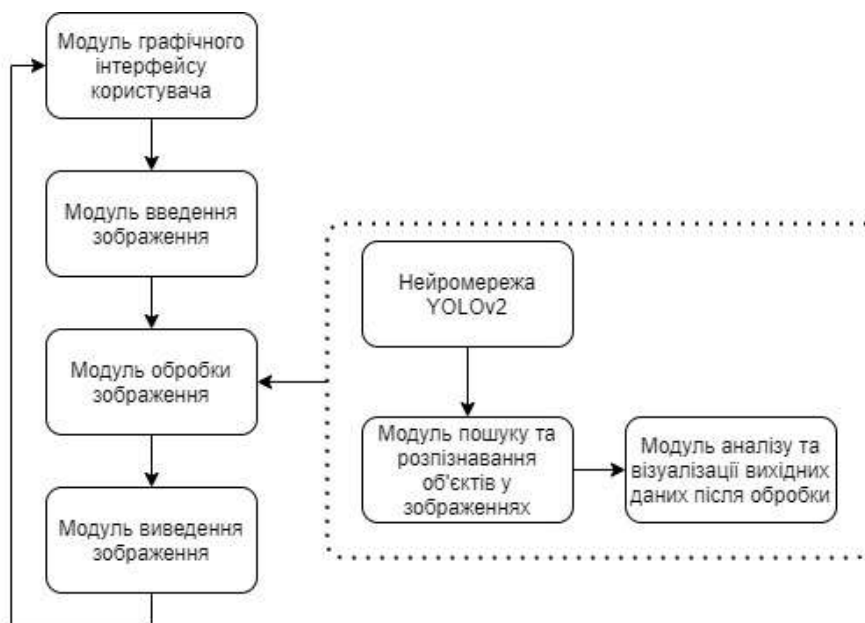 Модуль графічного
інтерфейсу
користувача
Модуль введення
зображення
Модуль обробки
зображення
Модуль виведення
зображення
Нейромережа
YOLOv2
Модуль пошуку та
розпізнавання
об'єктів у
зображеннях
Модуль аналізу та
візуалізації вихідних
даних після обробки